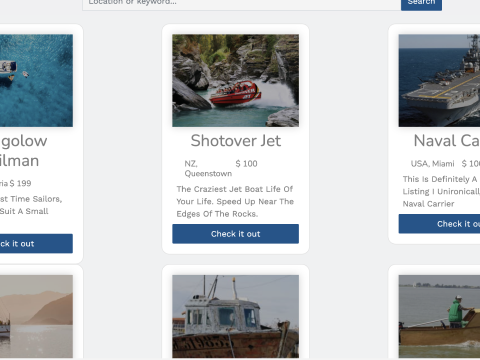 Location or keyword...
Search
golow
ilman
ria $ 199
st Time Sailors,
Suit A Small
ck it out
Shotover Jet
NZ,
Queenstown
$ 100
The Craziest Jet Boat Life Of
Your Life. Speed Up Near The
Edges Of The Rocks.
Check it out
Naval Ca
USA, Miami $ 100
This Is Definitely A
Listing I Unironicall
Naval Carrier
Check it ou